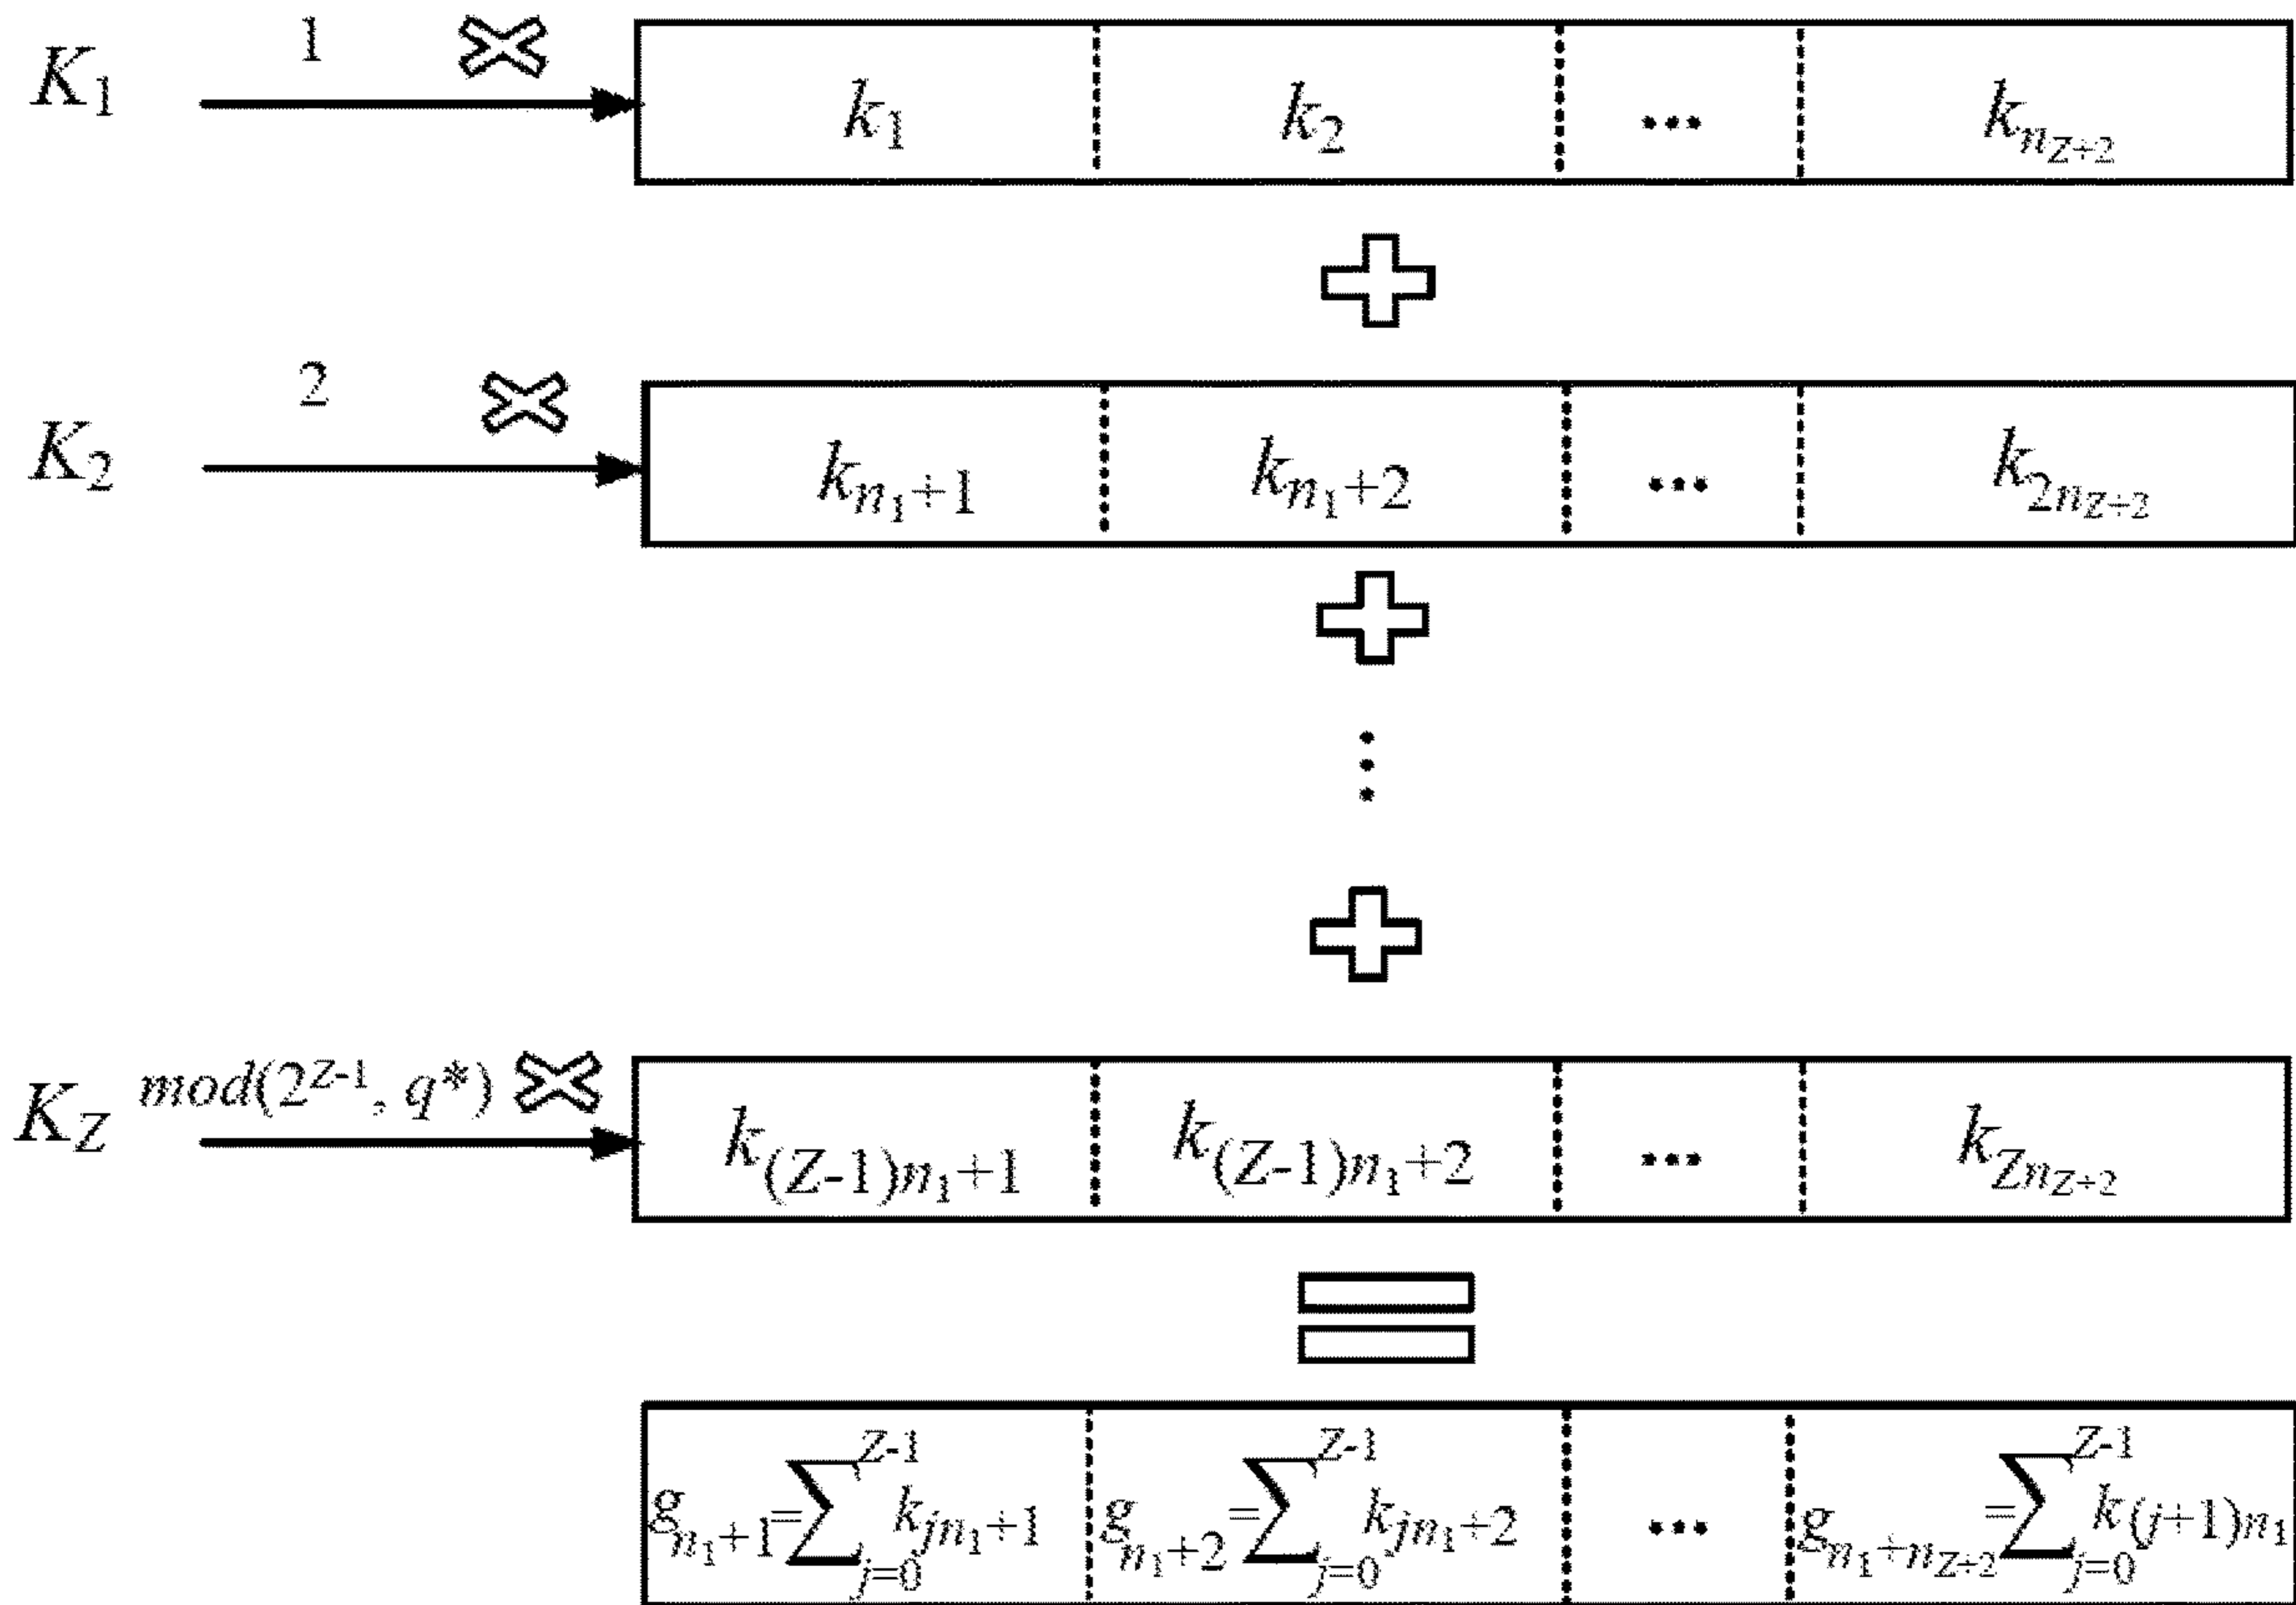 K₁ 1 k₁ k₂ ... k_{n_{Z+2}}
K₂ 2 k_{n₁+1} k_{n₁+2} ... k_{2n_{Z+2}}
⋮
K_Z mod(2^{Z-1}, q*) k_{(Z-1)n₁+1} k_{(Z-1)n₁+2} ... k_{Zn_{Z+2}}
g_{n₁+1}=∑_{j=0}^{Z-1}k_{jn₁+1} g_{n₁+2}=∑_{j=0}^{Z-1}k_{jn₁+2} ... g_{n₁+n_{Z+2}}=∑_{j=0}^{Z-1}k_{(j+1)n₁}